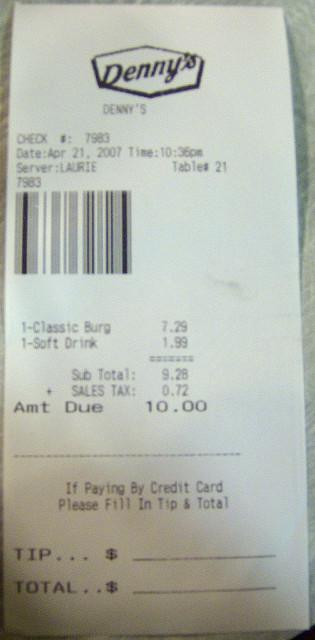 Denny's
DENNY'S
CHECK #: 7983
Date:Apr 21, 2007 Time:10:36pm
Server:LAURIE Table# 21
7983
1-Classic Burg 7.29
1-Soft Drink 1.99
=======
Sub Total: 9.28
+ SALES TAX: 0.72
Amt Due 10.00
If Paying By Credit Card
Please Fill In Tip & Total
TIP... $
TOTAL..$